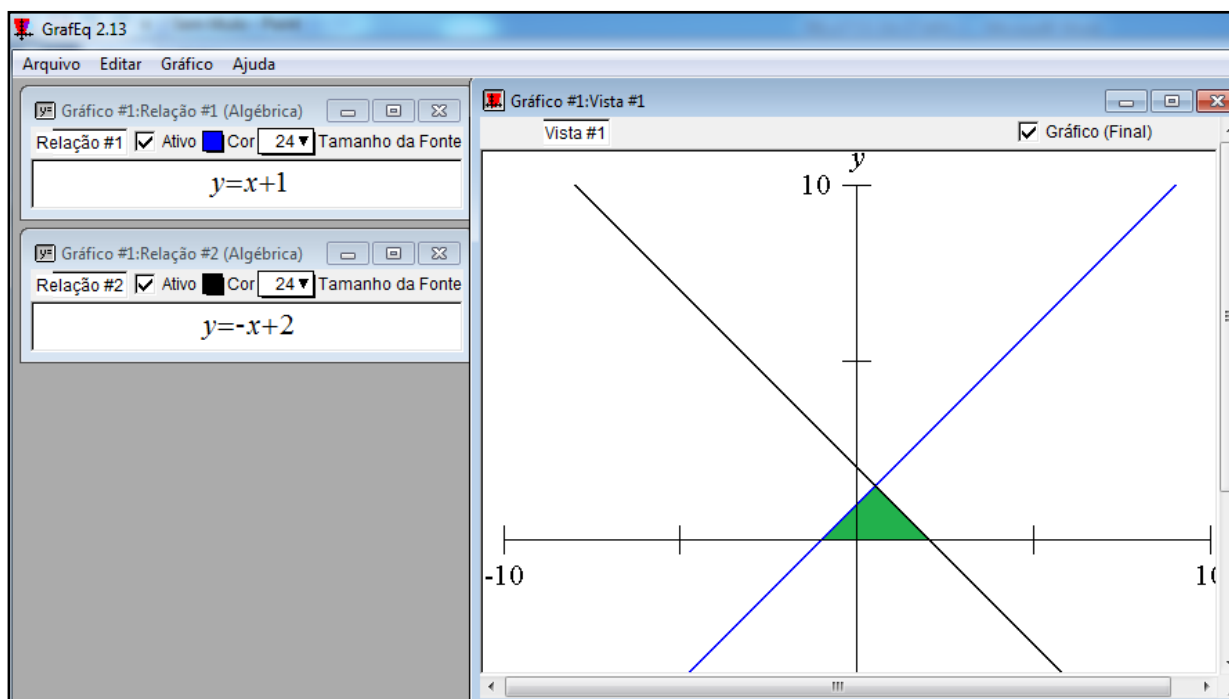 GrafEq 2.13
Arquivo Editar Gráfico Ajuda
Gráfico #1:Relação #1 (Algébrica)
Relação #1 Ativo Cor 24 Tamanho da Fonte
y=x+1
Gráfico #1:Relação #2 (Algébrica)
Relação #2 Ativo Cor 24 Tamanho da Fonte
y=-x+2
Gráfico #1:Vista #1
Vista #1 Gráfico (Final)
y
10
-10